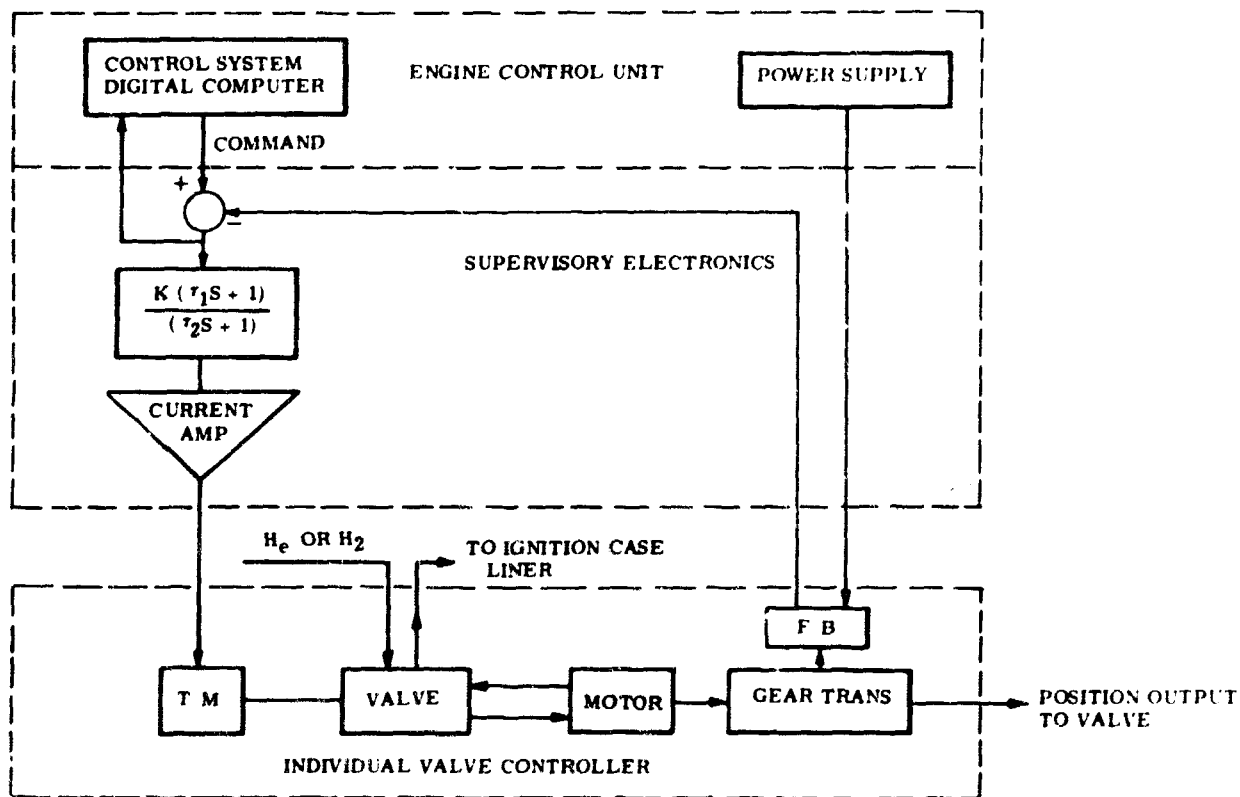 CONTROL SYSTEM
DIGITAL COMPUTER
ENGINE CONTROL UNIT
POWER SUPPLY
COMMAND
+
−
SUPERVISORY ELECTRONICS
K (τ₁S + 1)
(τ₂S + 1)
CURRENT
AMP
Hₑ OR H₂
TO IGNITION CASE
LINER
F B
T M
VALVE
MOTOR
GEAR TRANS
POSITION OUTPUT
TO VALVE
INDIVIDUAL VALVE CONTROLLER